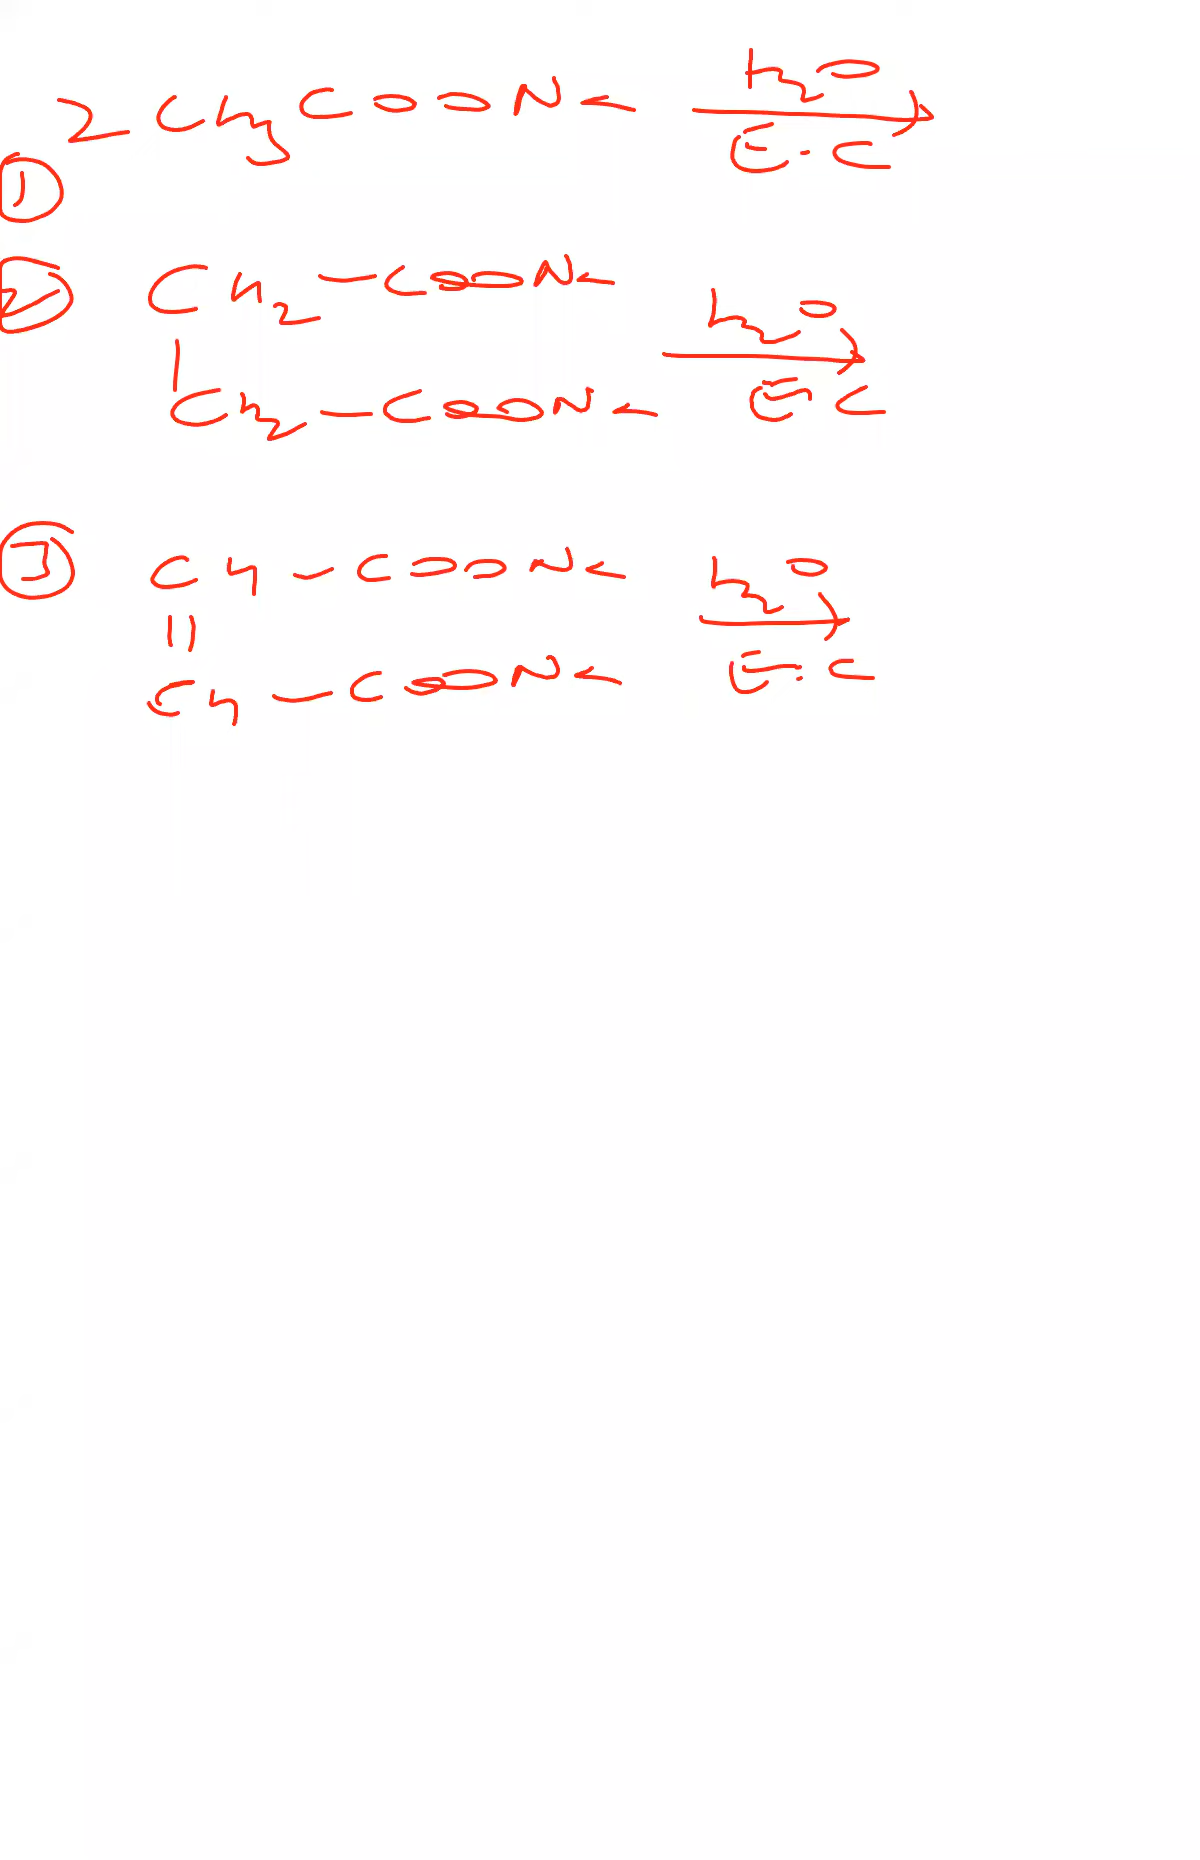 2 CH3COONa H2O
E.C
①
② CH2-COONa H2O
|
CH2-COONa E.C
③ CH-COONa H2O
||
CH-COONa E.C